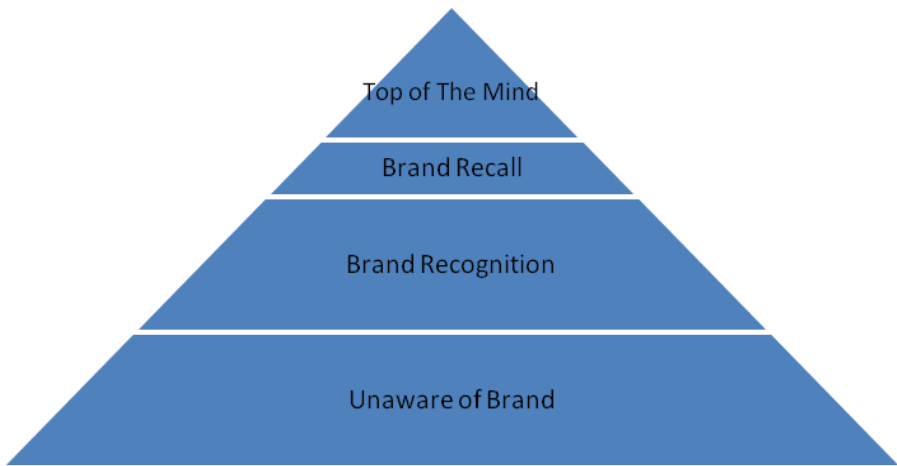 Top of The Mind
Brand Recall
Brand Recognition
Unaware of Brand